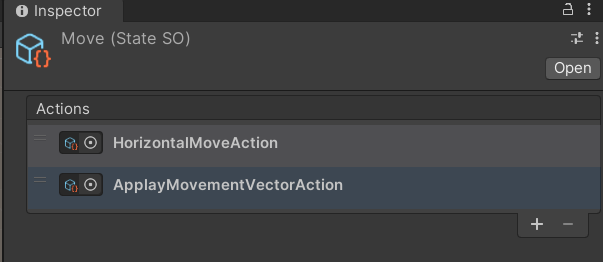 Inspector
Move (State SO)
Open
Actions
HorizontalMoveAction
ApplayMovementVectorAction